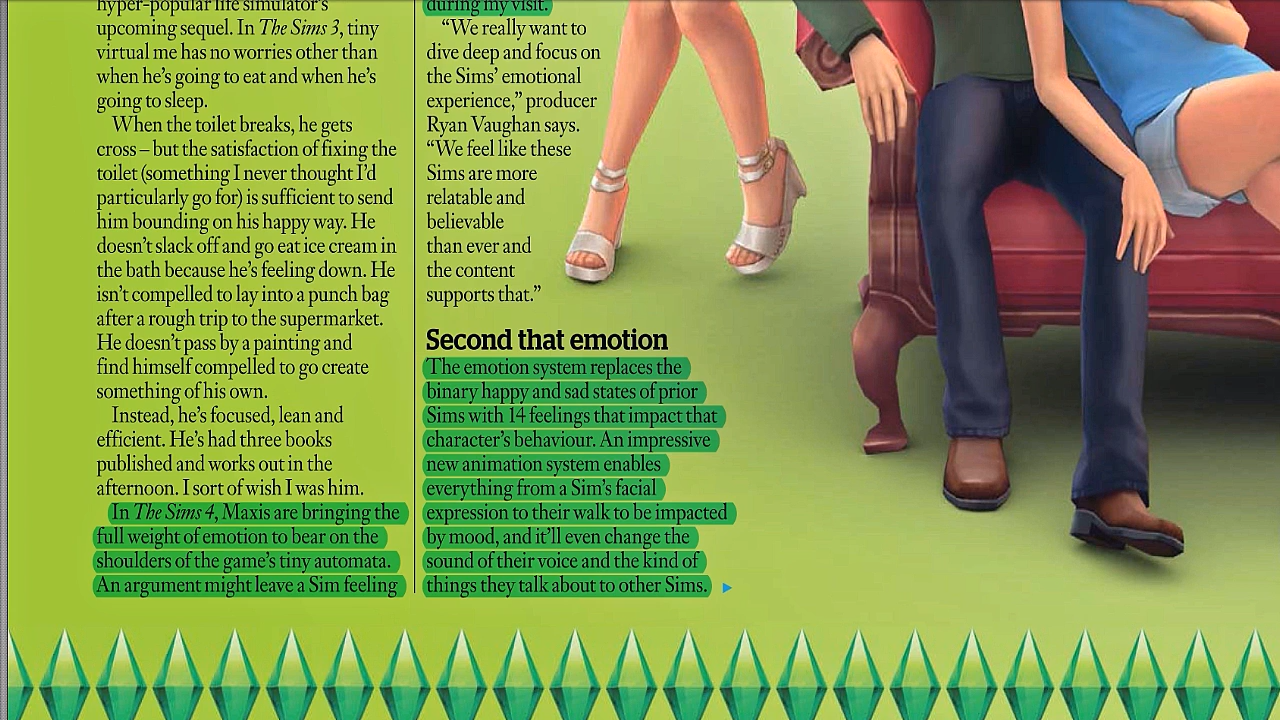 hyper-popular life simulator's
upcoming sequel. In The Sims 3, tiny
virtual me has no worries other than
when he's going to eat and when he's
going to sleep.
When the toilet breaks, he gets
cross – but the satisfaction of fixing the
toilet (something I never thought I'd
particularly go for) is sufficient to send
him bounding on his happy way. He
doesn't slack off and go eat ice cream in
the bath because he's feeling down. He
isn't compelled to lay into a punch bag
after a rough trip to the supermarket.
He doesn't pass by a painting and
find himself compelled to go create
something of his own.
Instead, he's focused, lean and
efficient. He's had three books
published and works out in the
afternoon. I sort of wish I was him.
In The Sims 4, Maxis are bringing the
full weight of emotion to bear on the
shoulders of the game's tiny automata.
An argument might leave a Sim feeling
during my visit.
“We really want to
dive deep and focus on
the Sims' emotional
experience,” producer
Ryan Vaughan says.
“We feel like these
Sims are more
relatable and
believable
than ever and
the content
supports that.”
Second that emotion
The emotion system replaces the
binary happy and sad states of prior
Sims with 14 feelings that impact that
character's behaviour. An impressive
new animation system enables
everything from a Sim's facial
expression to their walk to be impacted
by mood, and it'll even change the
sound of their voice and the kind of
things they talk about to other Sims.